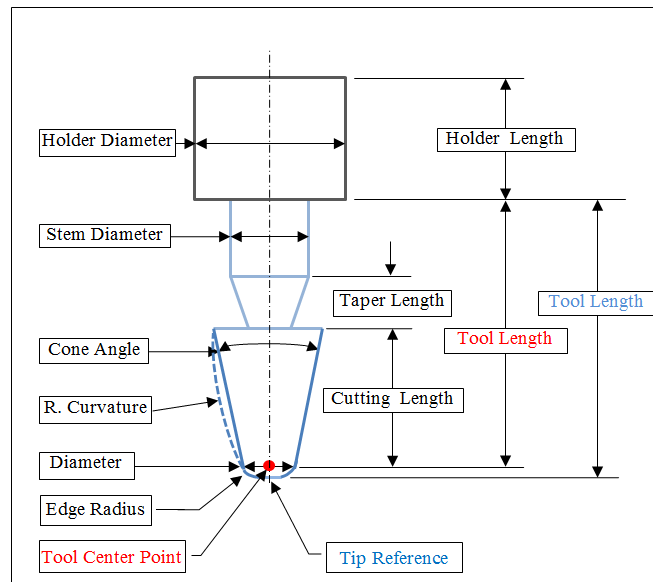 Holder Diameter
Holder Length
Stem Diameter
Taper Length
Tool Length
Tool Length
Cone Angle
Cutting Length
R. Curvature
Diameter
Edge Radius
Tool Center Point
Tip Reference